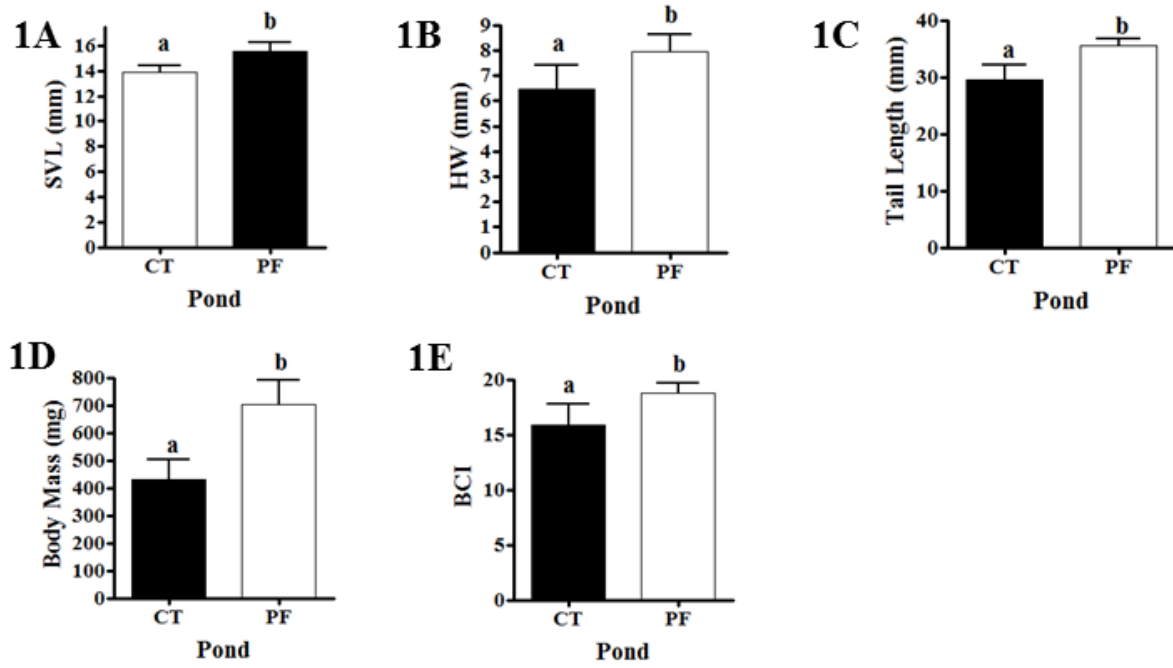 1A
SVL (mm)
16
14
12
10
8
6
4
2
0
a
b
CT
PF
Pond
1B
HW (mm)
9
8
7
6
5
4
3
2
1
0
a
b
CT
PF
Pond
1C
Tail Length (mm)
40
30
20
10
0
a
b
CT
PF
Pond
1D
Body Mass (mg)
800
700
600
500
400
300
200
100
0
a
b
CT
PF
Pond
1E
BCI
20
15
10
5
0
a
b
CT
PF
Pond